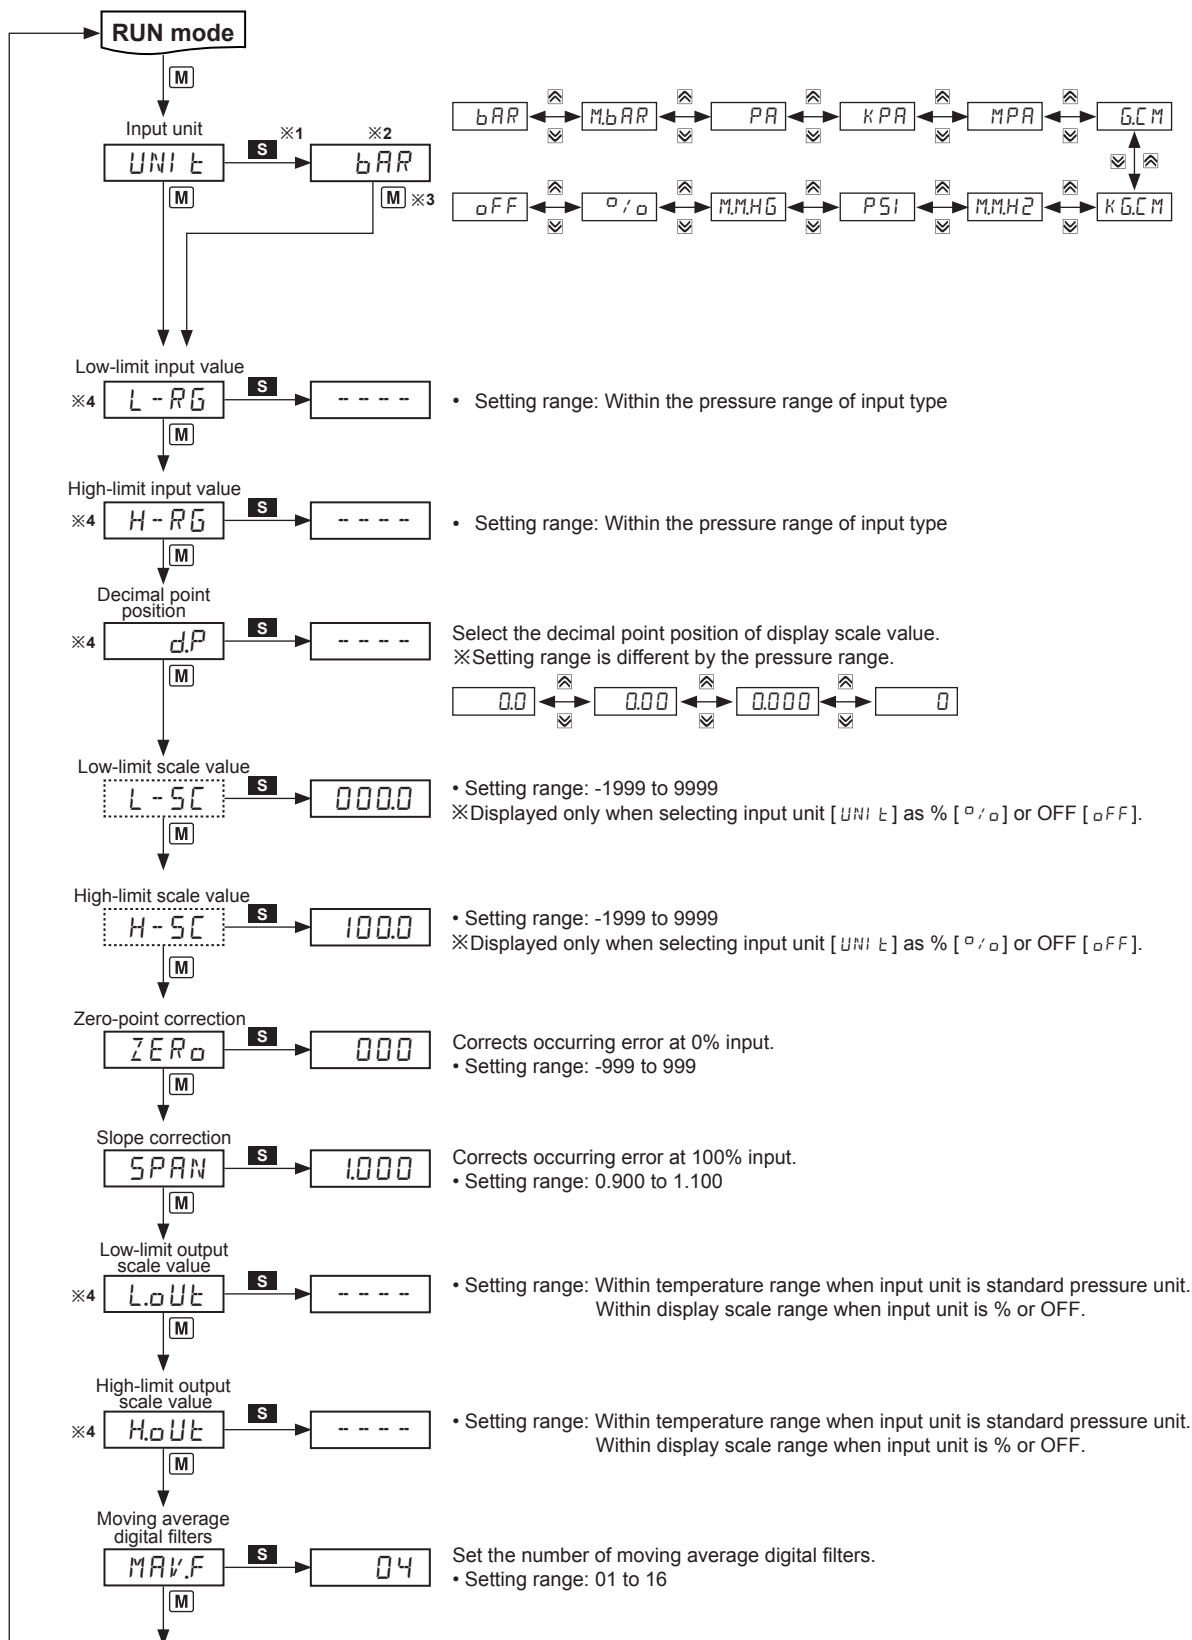 RUN mode
M
Input unit
UNIt S ※1 ※2 bAR
M M ※3
bAR M.bAR PA KPA MPA G.CM
oFF % M.M.HG PSI M.M.H2 KG.CM
Low-limit input value
※4 L-RG S ---- • Setting range: Within the pressure range of input type
M
High-limit input value
※4 H-RG S ---- • Setting range: Within the pressure range of input type
M
Decimal point
position
※4 d.P S ----
M
Select the decimal point position of display scale value.
※Setting range is different by the pressure range.
0.0 0.00 0.000 0
Low-limit scale value
L-SC S 000.0
M
• Setting range: -1999 to 9999
※Displayed only when selecting input unit [UNIt] as % [%] or OFF [oFF].
High-limit scale value
H-SC S 100.0
M
• Setting range: -1999 to 9999
※Displayed only when selecting input unit [UNIt] as % [%] or OFF [oFF].
Zero-point correction
ZERo S 000
M
Corrects occurring error at 0% input.
• Setting range: -999 to 999
Slope correction
SPAN S 1.000
M
Corrects occurring error at 100% input.
• Setting range: 0.900 to 1.100
Low-limit output
scale value
※4 L.oUt S ----
M
• Setting range: Within temperature range when input unit is standard pressure unit.
Within display scale range when input unit is % or OFF.
High-limit output
scale value
※4 H.oUt S ----
M
• Setting range: Within temperature range when input unit is standard pressure unit.
Within display scale range when input unit is % or OFF.
Moving average
digital filters
MAV.F S 04
M
Set the number of moving average digital filters.
• Setting range: 01 to 16